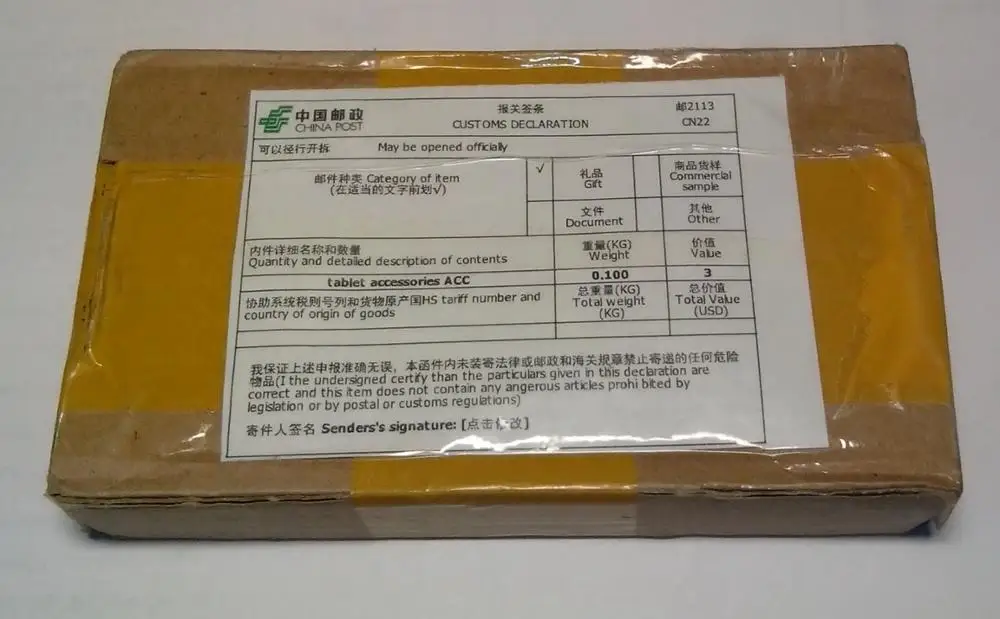 中国邮政
CHINA POST
报关签条
CUSTOMS DECLARATION
邮2113
CN22
可以径行开拆 May be opened officially
邮件种类 Category of item
(在适当的文字前划√)
√
礼品
Gift
商品货样
Commercial
sample
文件
Document
其他
Other
内件详细名称和数量
Quantity and detailed description of contents
重量(KG)
Weight
价值
Value
tablet accessories ACC
0.100
3
协助系统税则号列和货物原产国HS tariff number and
country of origin of goods
总重量(KG)
Total weight
(KG)
总价值
Total Value
(USD)
我保证上述申报准确无误，本函件内未装寄法律或邮政和海关规章禁止寄递的任何危险
物品(I the undersigned certify than the particulars given in this declaration are
correct and this item does not contain any angerous articles prohi bited by
legislation or by postal or customs regulations)
寄件人签名 Senders's signature: [点击修改]